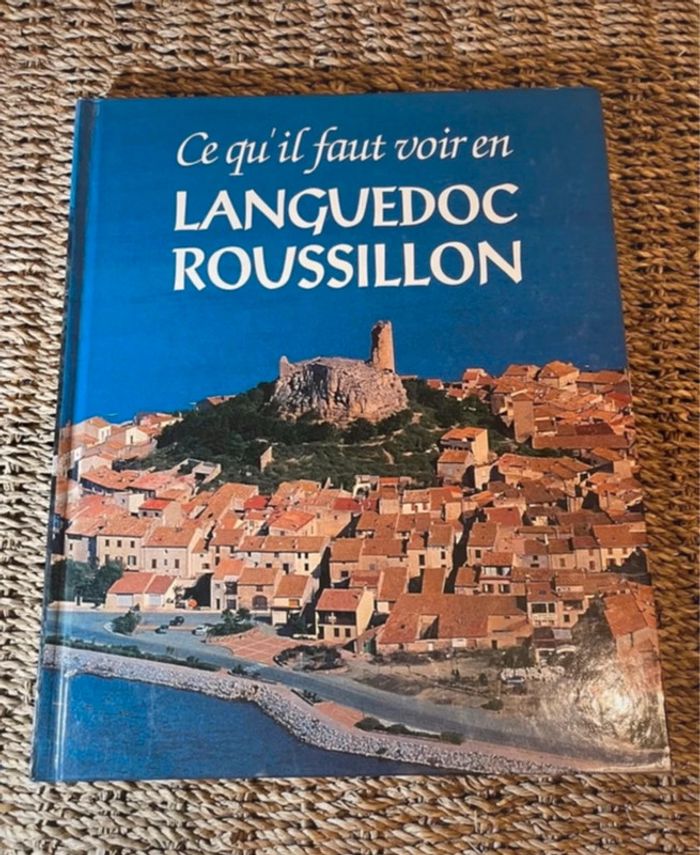 Ce qu'il faut voir en
LANGUEDOC
ROUSSILLON